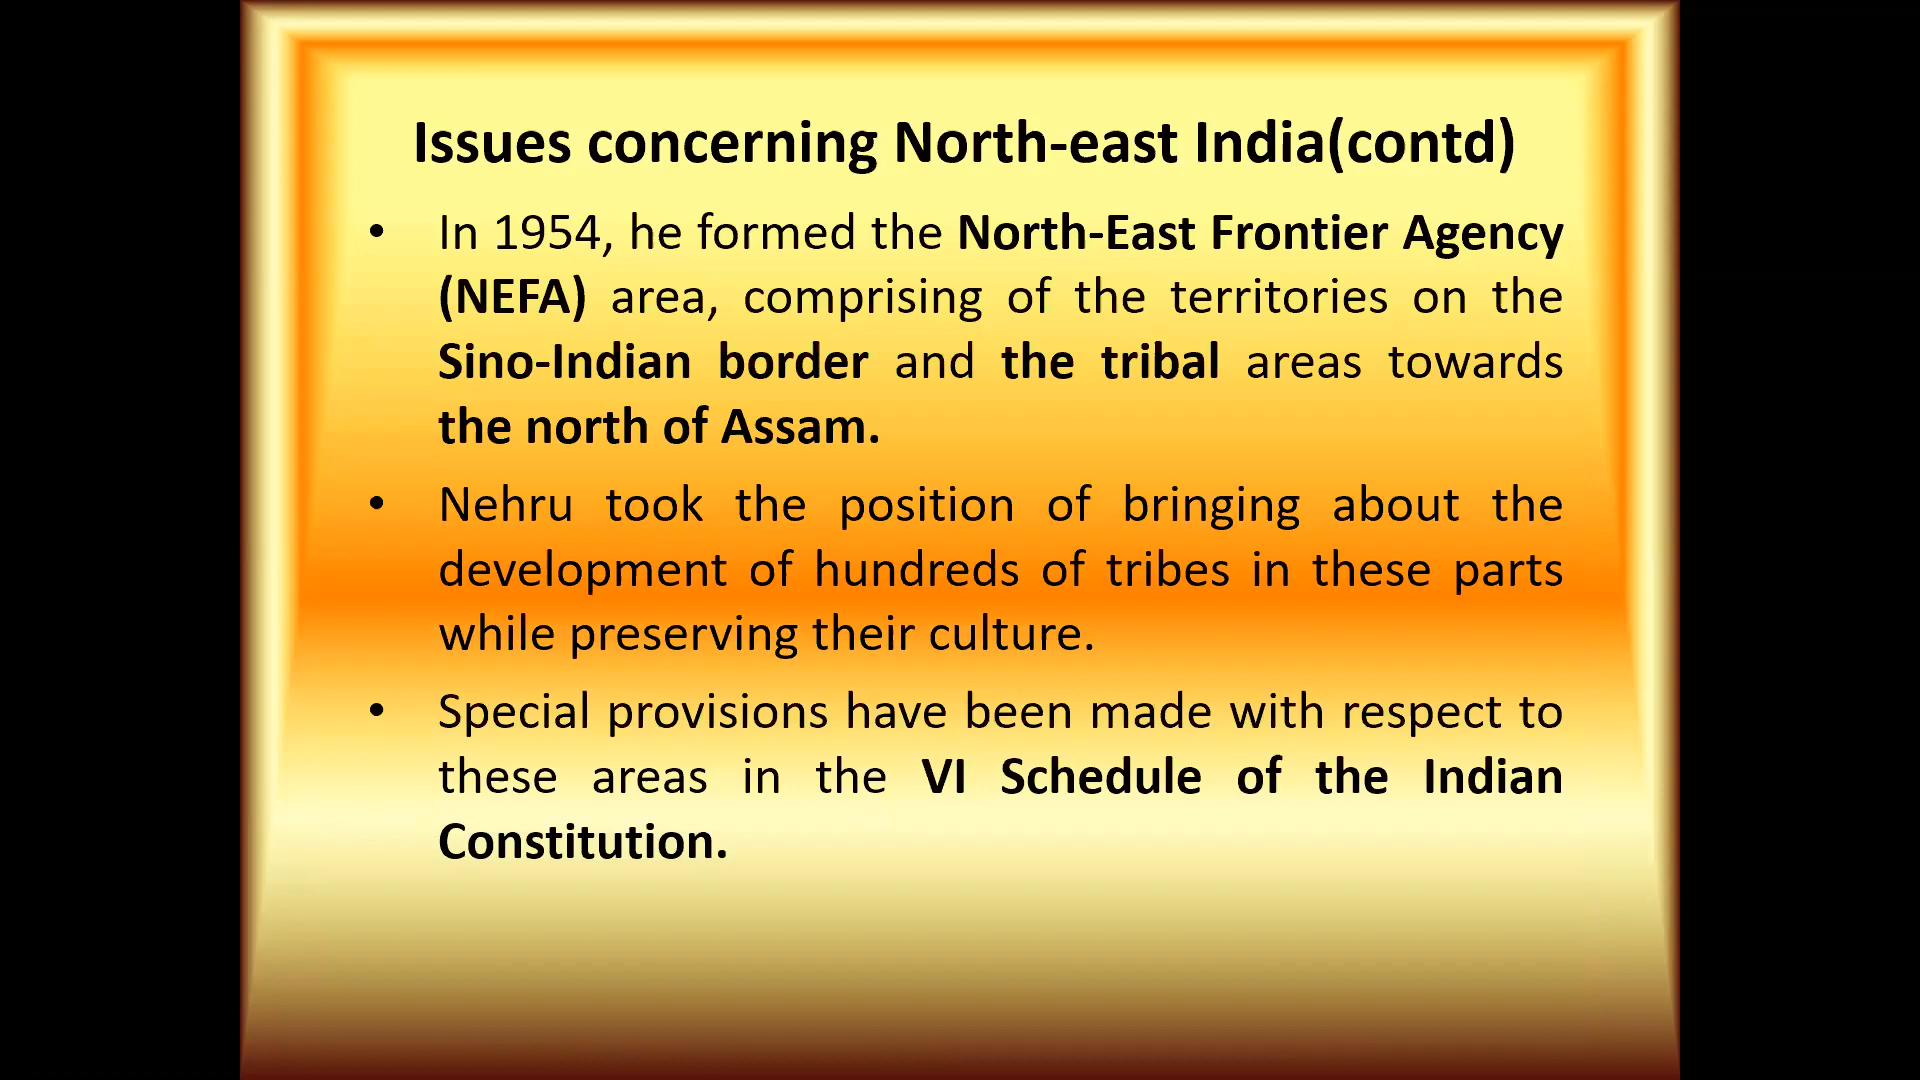 Issues concerning North-east India(contd)
• In 1954, he formed the North-East Frontier Agency
(NEFA) area, comprising of the territories on the
Sino-Indian border and the tribal areas towards
the north of Assam.
• Nehru took the position of bringing about the
development of hundreds of tribes in these parts
while preserving their culture.
• Special provisions have been made with respect to
these areas in the VI Schedule of the Indian
Constitution.